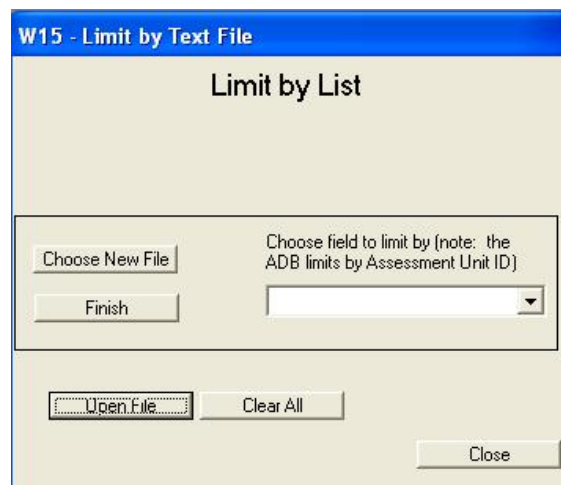 W15 - Limit by Text File
Limit by List
Choose New File
Choose field to limit by (note: the
ADB limits by Assessment Unit ID)
Finish
Open File
Clear All
Close